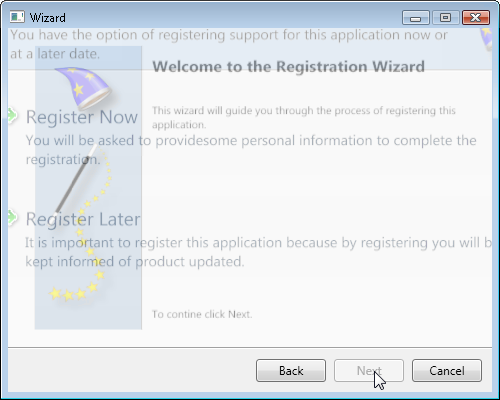 Wizard
You have the option of registering support for this application now or
at a later date.
Welcome to the Registration Wizard
Register Now
This wizard will guide you through the process of registering this
application.
You will be asked to providesome personal information to complete the
registration.
Register Later
It is important to register this application because by registering you will b
kept informed of product updated.
To contine click Next.
Back
Next
Cancel